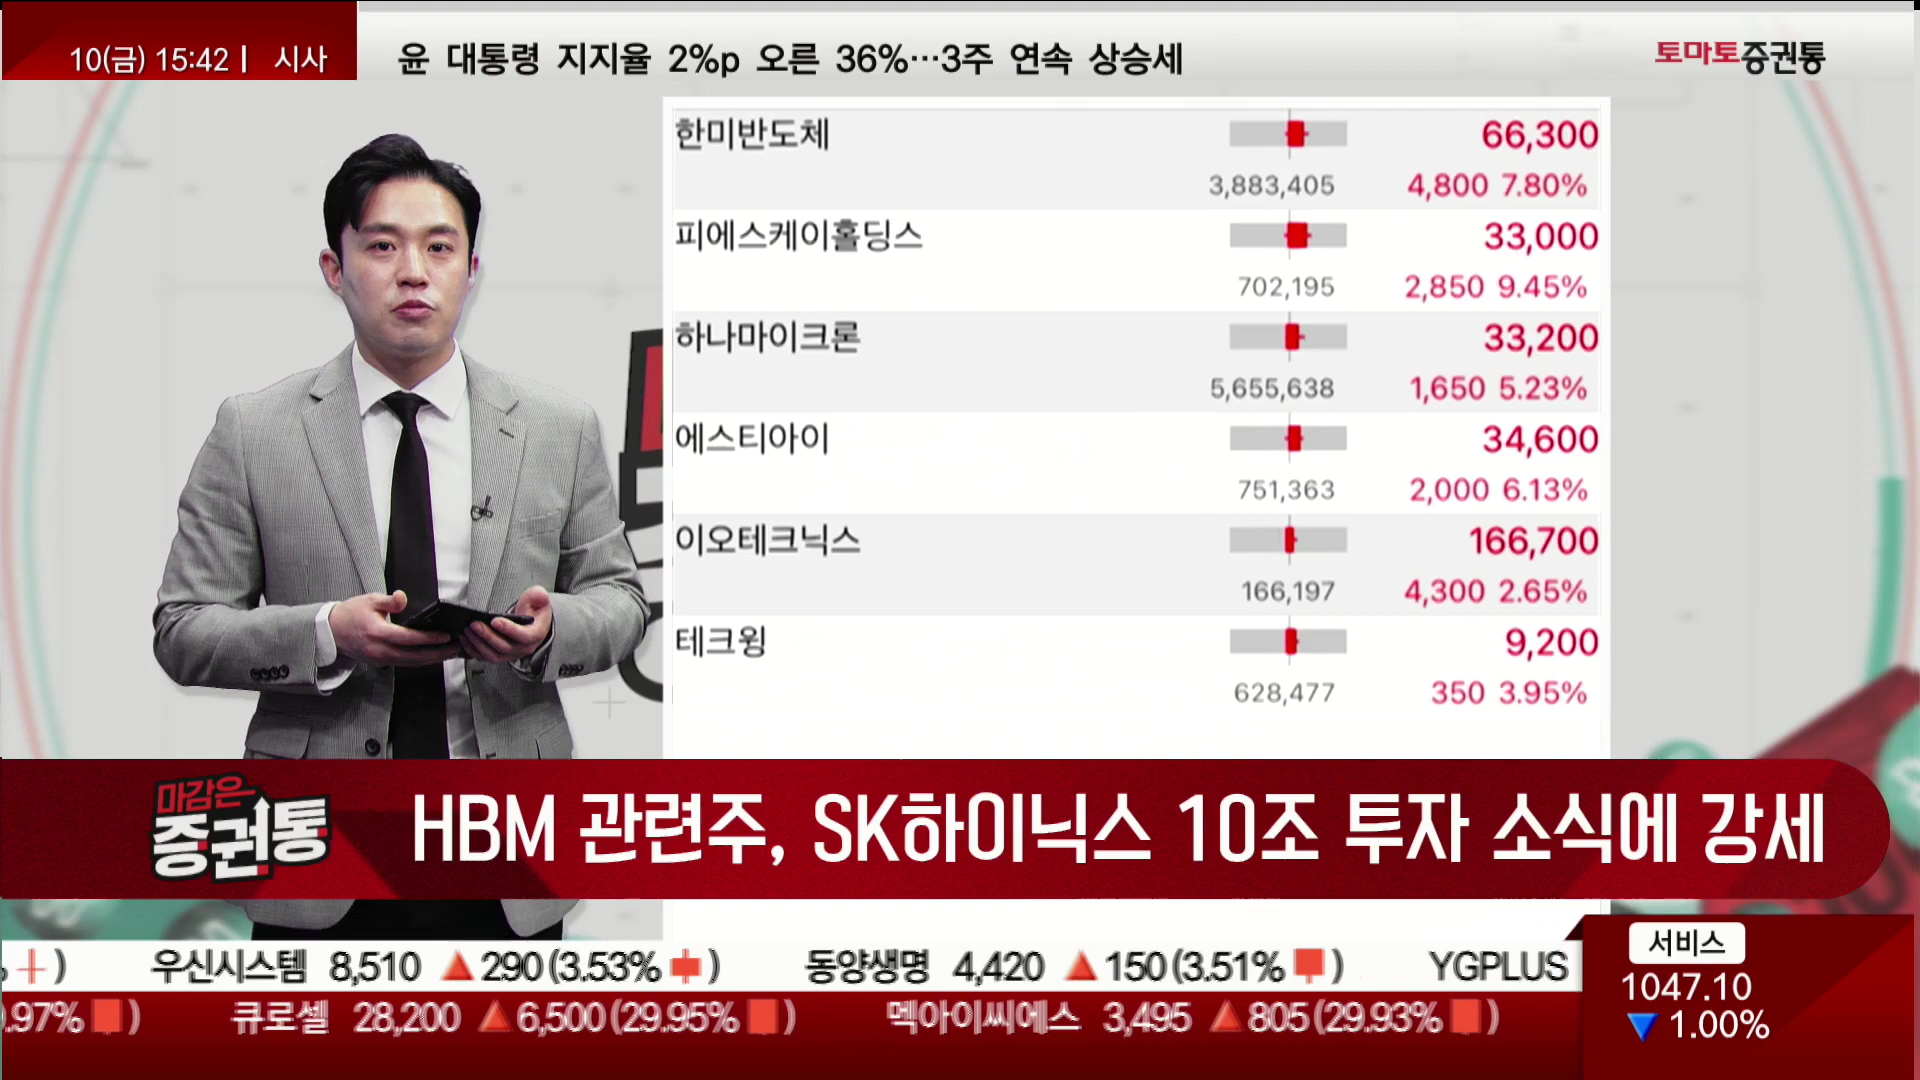 10(금) 15:42 | 시사
윤 대통령 지지율 2%p 오른 36%…3주 연속 상승세
토마토증권통
한미반도체 66,300
3,883,405 4,800 7.80%
피에스케이홀딩스 33,000
702,195 2,850 9.45%
하나마이크론 33,200
5,655,638 1,650 5.23%
에스티아이 34,600
751,363 2,000 6.13%
이오테크닉스 166,700
166,197 4,300 2.65%
테크윙 9,200
628,477 350 3.95%
마감은
증권통
HBM 관련주, SK하이닉스 10조 투자 소식에 강세
) 우신시스템 8,510 ▲290(3.53% ) 동양생명 4,420 ▲150(3.51% ) YGPLUS
.97% ) 큐로셀 28,200 ▲6,500(29.95% ) 멕아이씨에스 3,495 ▲805(29.93% )
서비스
1047.10
▼1.00%